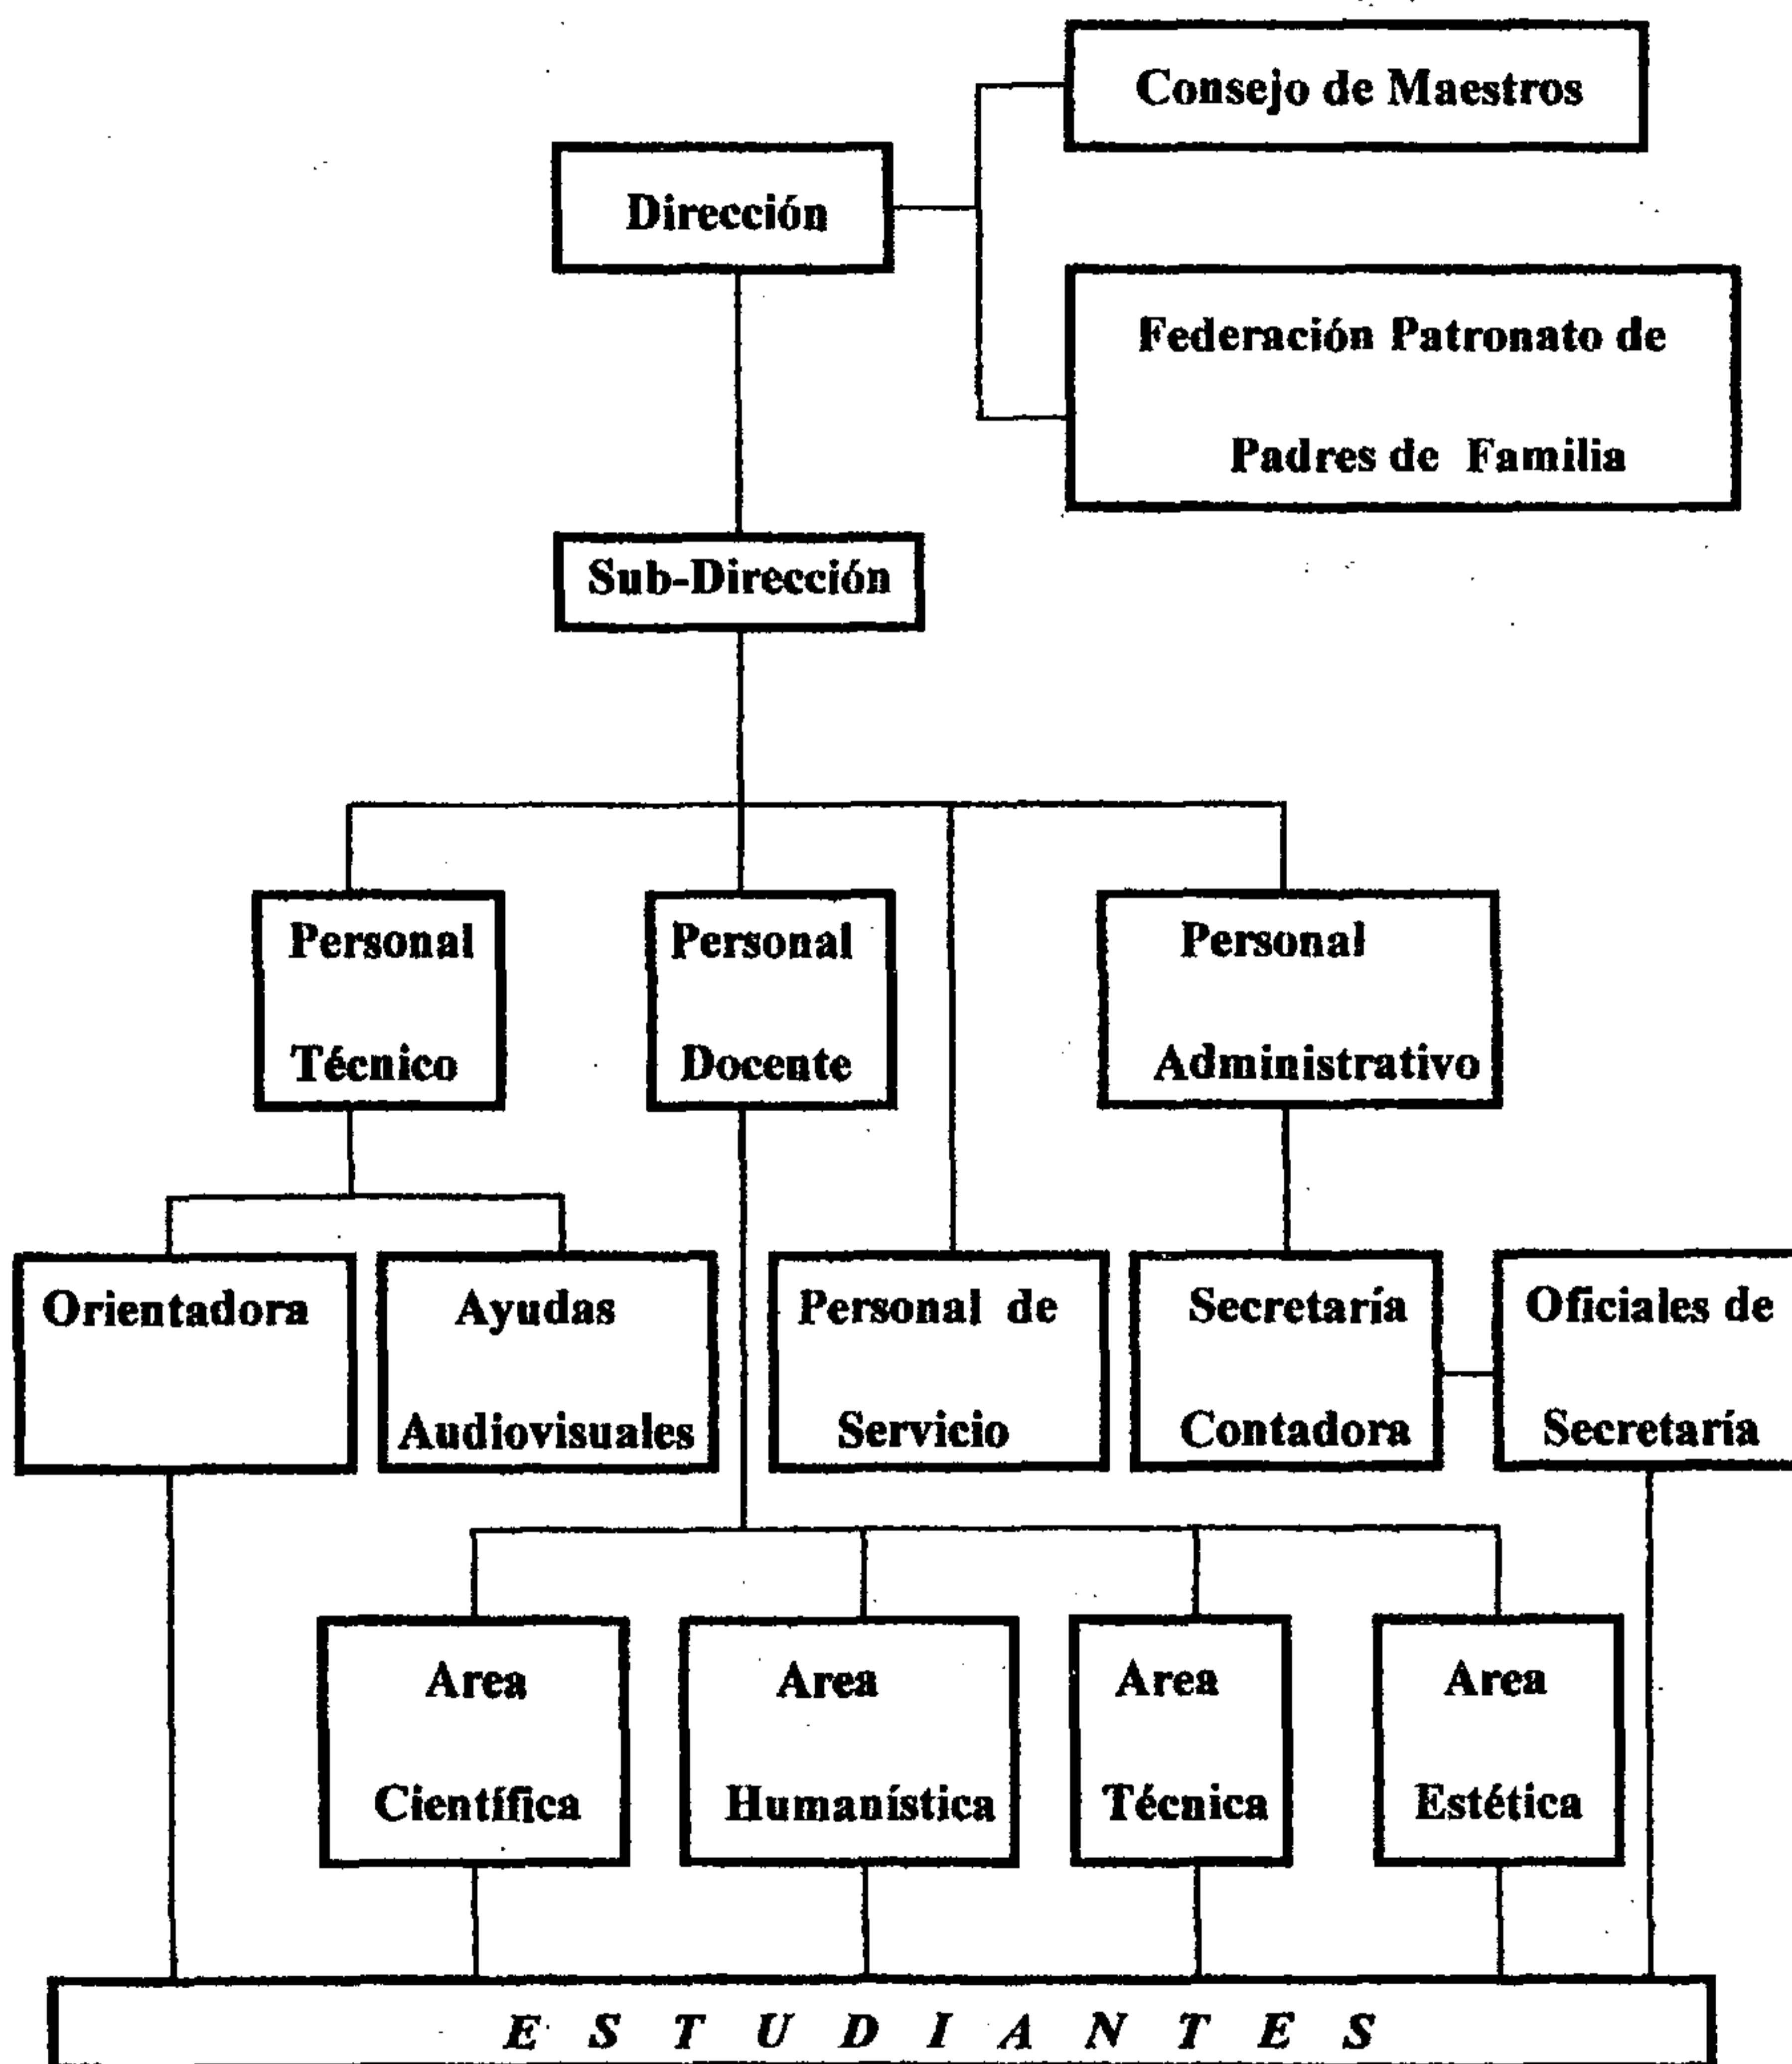 Consejo de Maestros
Dirección
Federación Patronato de
Padres de Familia
Sub-Dirección
Personal
Técnico
Personal
Docente
Personal
Administrativo
Orientadora
Ayudas
Audiovisuales
Personal de
Servicio
Secretaría
Contadora
Oficiales de
Secretaría
Area
Científica
Area
Humanística
Area
Técnica
Area
Estética
E S T U D I A N T E S